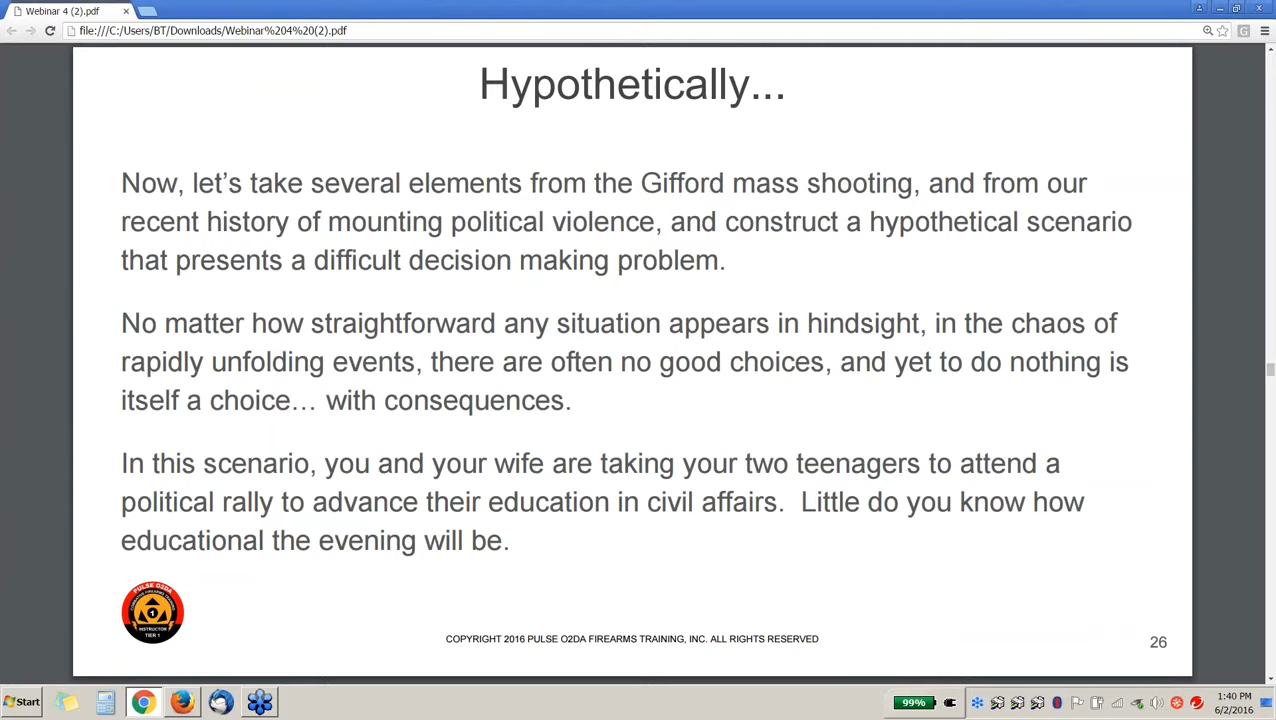 Webinar 4 (2).pdf
file:///C:/Users/BT/Downloads/Webinar%204%20(2).pdf
Hypothetically...
Now, let's take several elements from the Gifford mass shooting, and from our
recent history of mounting political violence, and construct a hypothetical scenario
that presents a difficult decision making problem.
No matter how straightforward any situation appears in hindsight, in the chaos of
rapidly unfolding events, there are often no good choices, and yet to do nothing is
itself a choice… with consequences.
In this scenario, you and your wife are taking your two teenagers to attend a
political rally to advance their education in civil affairs.  Little do you know how
educational the evening will be.
PULSE O2DA
1
INSTRUCTOR
TIER 1
COPYRIGHT 2016 PULSE O2DA FIREARMS TRAINING, INC. ALL RIGHTS RESERVED
26
Start
99%
1:40 PM
6/2/2016